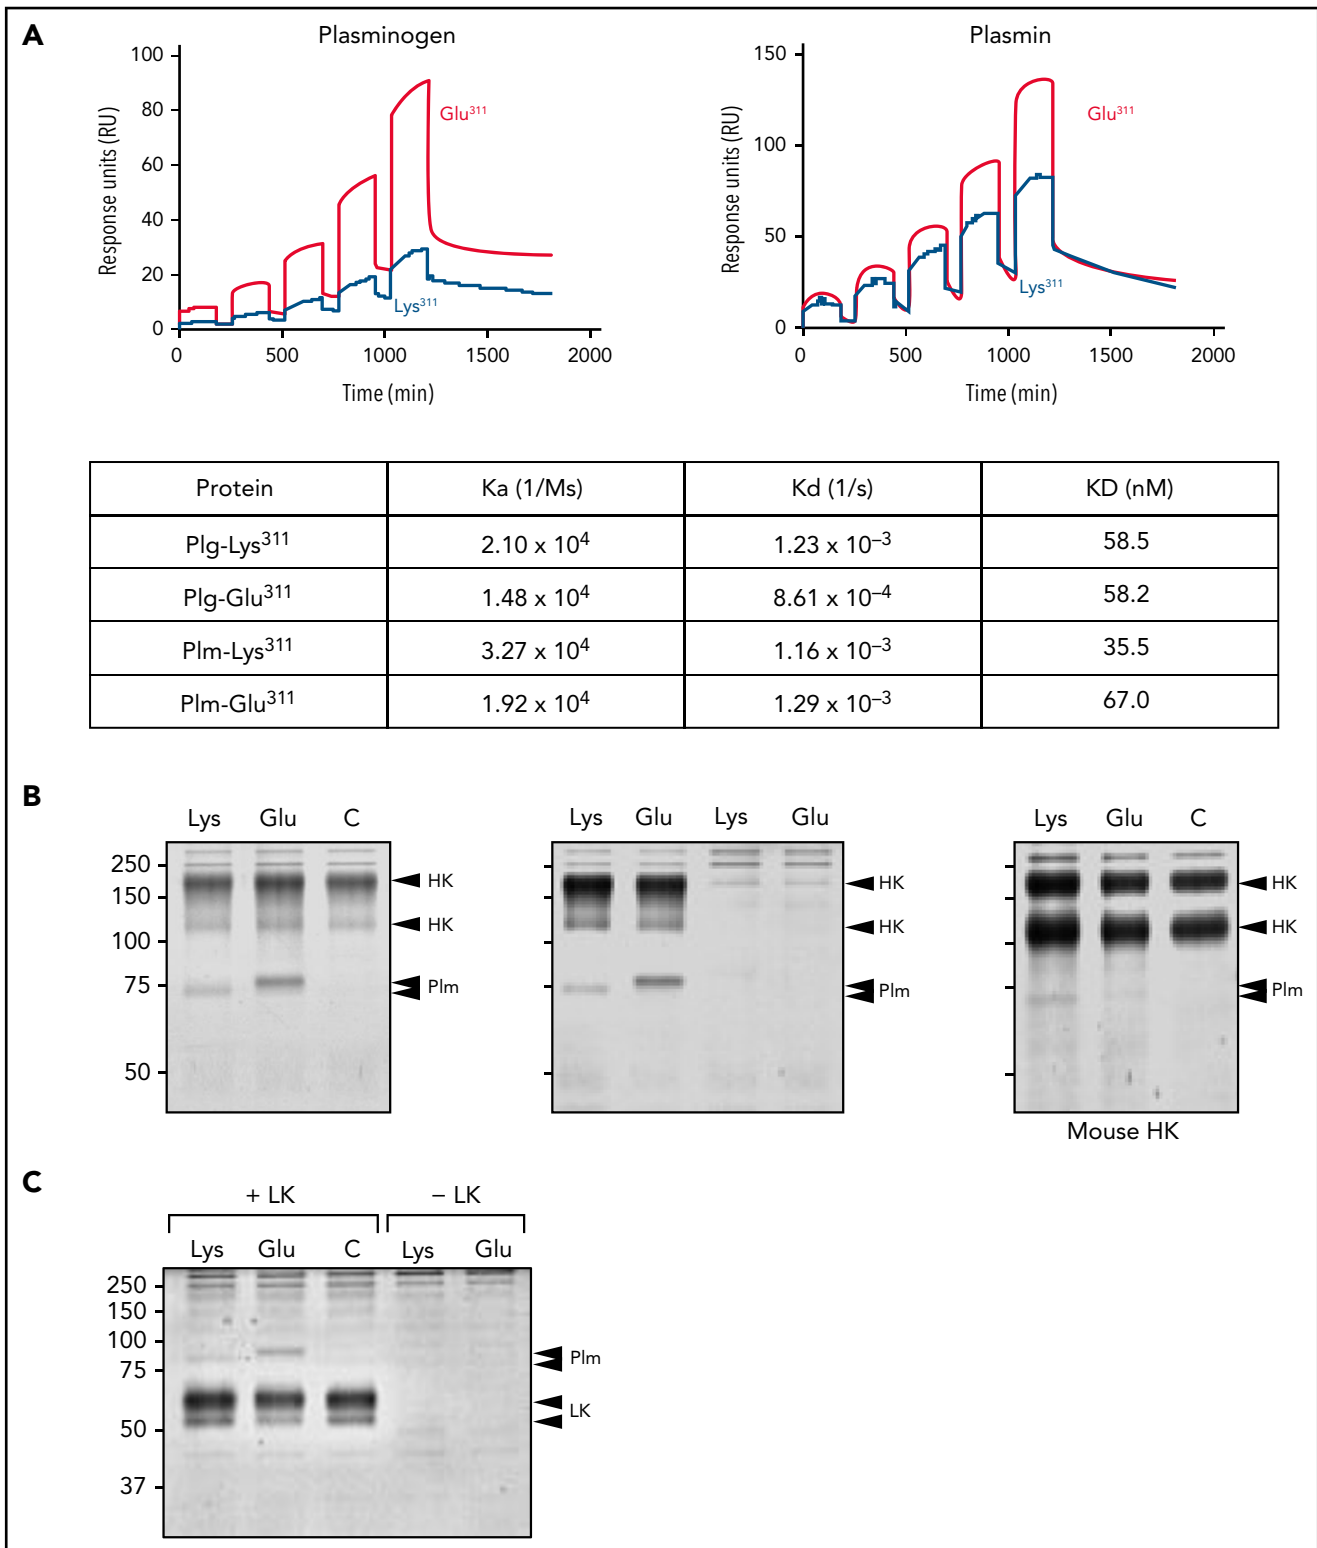 A
Plasminogen
Response units (RU)
100
80
60
40
20
0
Glu³¹¹
Lys³¹¹
0 500 1000 1500 2000
Time (min)
Plasmin
Response units (RU)
150
100
50
0
Glu³¹¹
Lys³¹¹
0 500 1000 1500 2000
Time (min)
Protein Ka (1/Ms) Kd (1/s) KD (nM)
Plg-Lys³¹¹ 2.10 x 10⁴ 1.23 x 10⁻³ 58.5
Plg-Glu³¹¹ 1.48 x 10⁴ 8.61 x 10⁻⁴ 58.2
Plm-Lys³¹¹ 3.27 x 10⁴ 1.16 x 10⁻³ 35.5
Plm-Glu³¹¹ 1.92 x 10⁴ 1.29 x 10⁻³ 67.0
B
Lys Glu C
250
150
100
75
50
HK
HK
Plm
Lys Glu Lys Glu
HK
HK
Plm
Lys Glu C
HK
HK
Plm
Mouse HK
C
+ LK – LK
Lys Glu C Lys Glu
250
150
100
75
50
37
Plm
LK